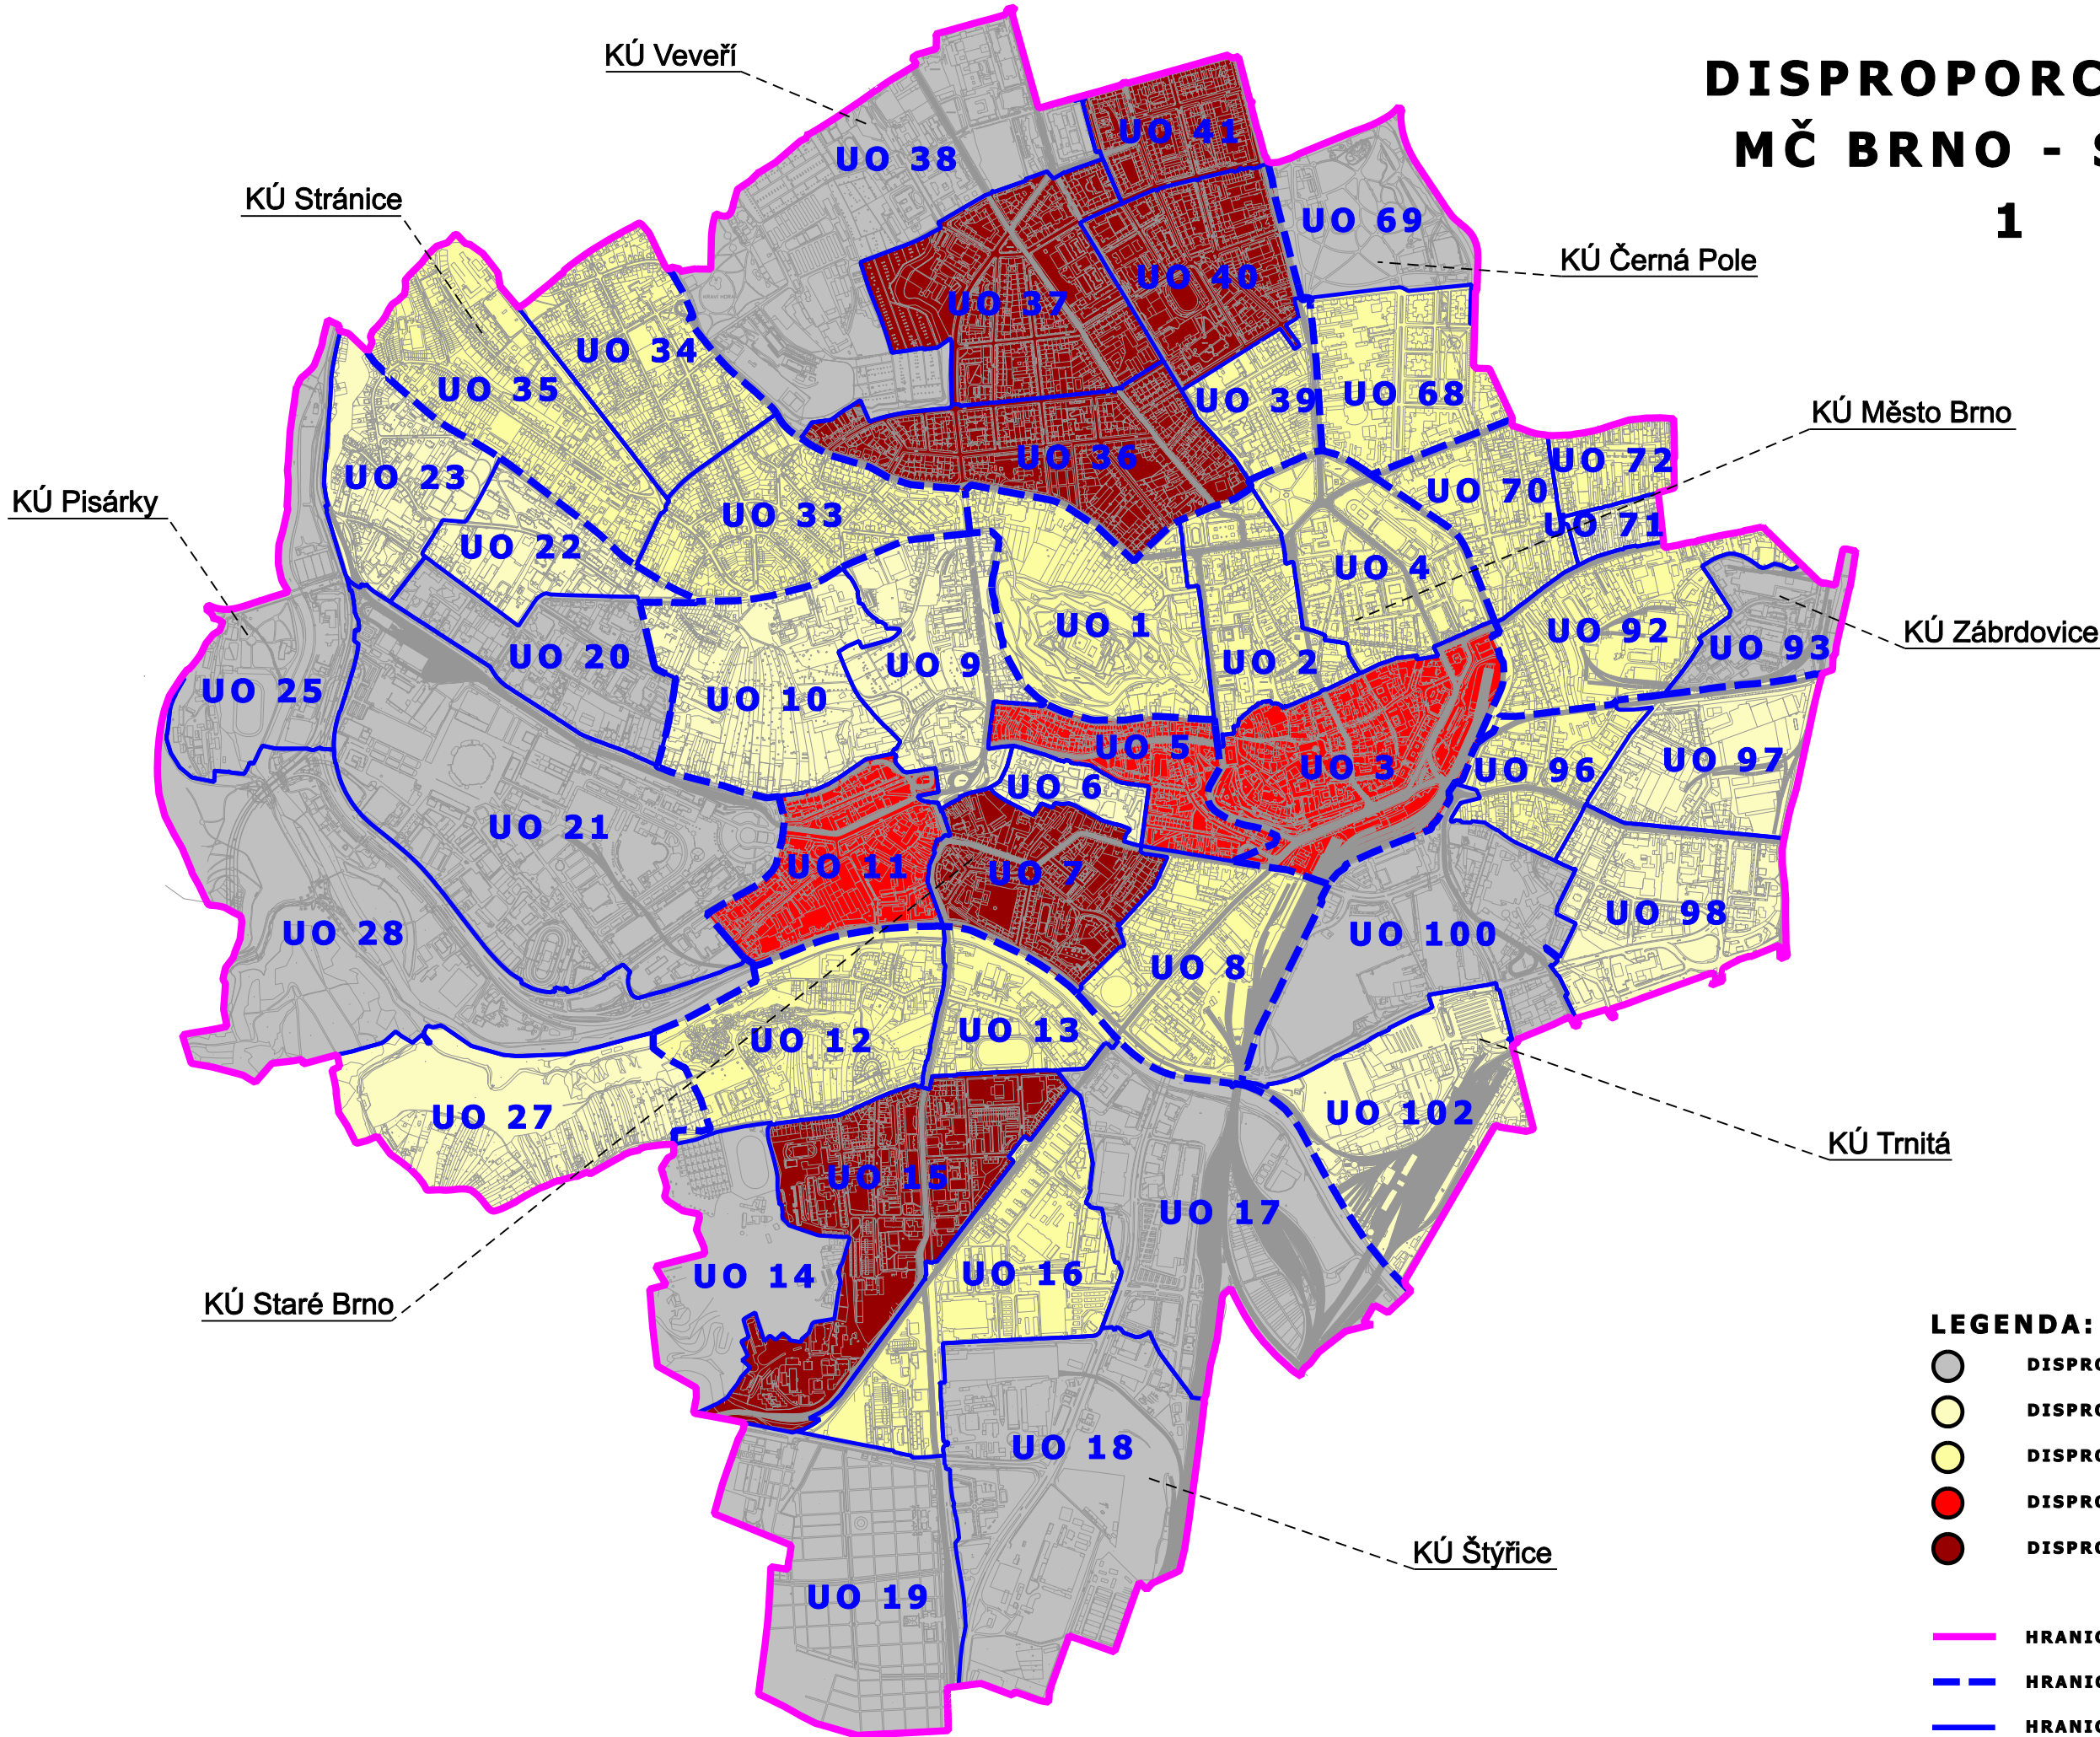 DISPROPORC
MČ BRNO - S
1
KÚ Veveří
KÚ Stránice
KÚ Pisárky
KÚ Černá Pole
KÚ Město Brno
KÚ Zábrdovice
KÚ Trnitá
KÚ Staré Brno
KÚ Štýřice
UO 38
UO 41
UO 69
UO 37
UO 40
UO 34
UO 35
UO 39
UO 68
UO 36
UO 72
UO 23
UO 70
UO 33
UO 71
UO 22
UO 4
UO 1
UO 92
UO 93
UO 20
UO 9
UO 2
UO 25
UO 10
UO 5
UO 3
UO 96
UO 97
UO 6
UO 21
UO 11
UO 7
UO 98
UO 28
UO 100
UO 8
UO 12
UO 13
UO 27
UO 102
UO 15
UO 17
UO 14
UO 16
UO 18
UO 19
LEGENDA:
DISPRO
DISPRO
DISPRO
DISPRO
DISPRO
HRANIC
HRANIC
HRANIC